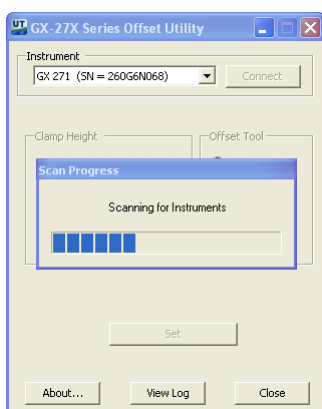 UT GX-27X Series Offset Utility
Instrument
GX 271 (SN = 260G6N068) Connect
Clamp Height Offset Tool
Scan Progress
Scanning for Instruments
Set
About... View Log Close